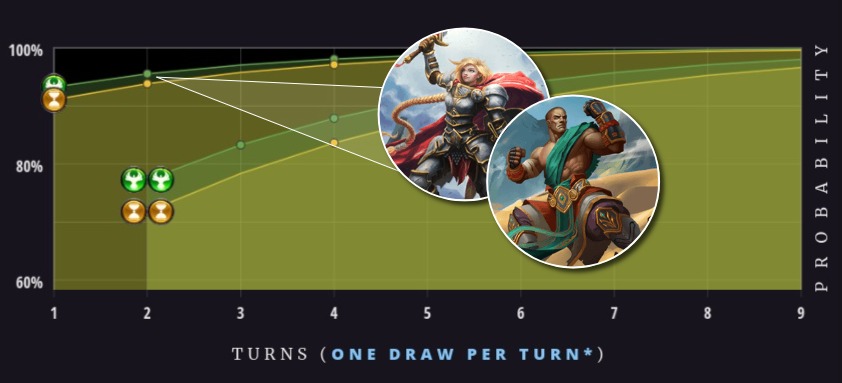 100%
80%
60%
1 2 3 4 5 6 7 8 9
TURNS (ONE DRAW PER TURN*)
PROBABILITY